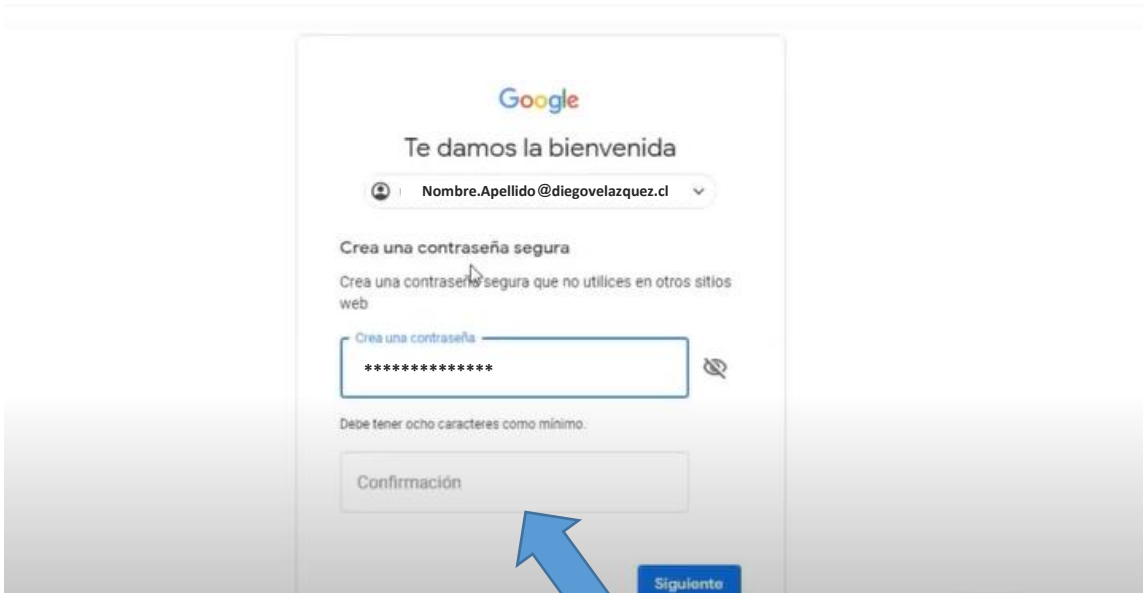 Google
Te damos la bienvenida
Nombre.Apellido@diegovelazquez.cl
Crea una contraseña segura
Crea una contraseña segura que no utilices en otros sitios
web
Crea una contraseña
**************
Debe tener ocho caracteres como mínimo.
Confirmación
Siguiente